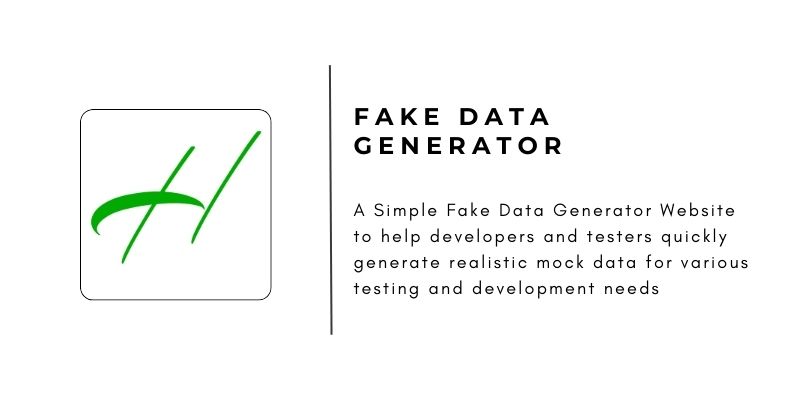 H
FAKE DATA
GENERATOR
A Simple Fake Data Generator Website
to help developers and testers quickly
generate realistic mock data for various
testing and development needs